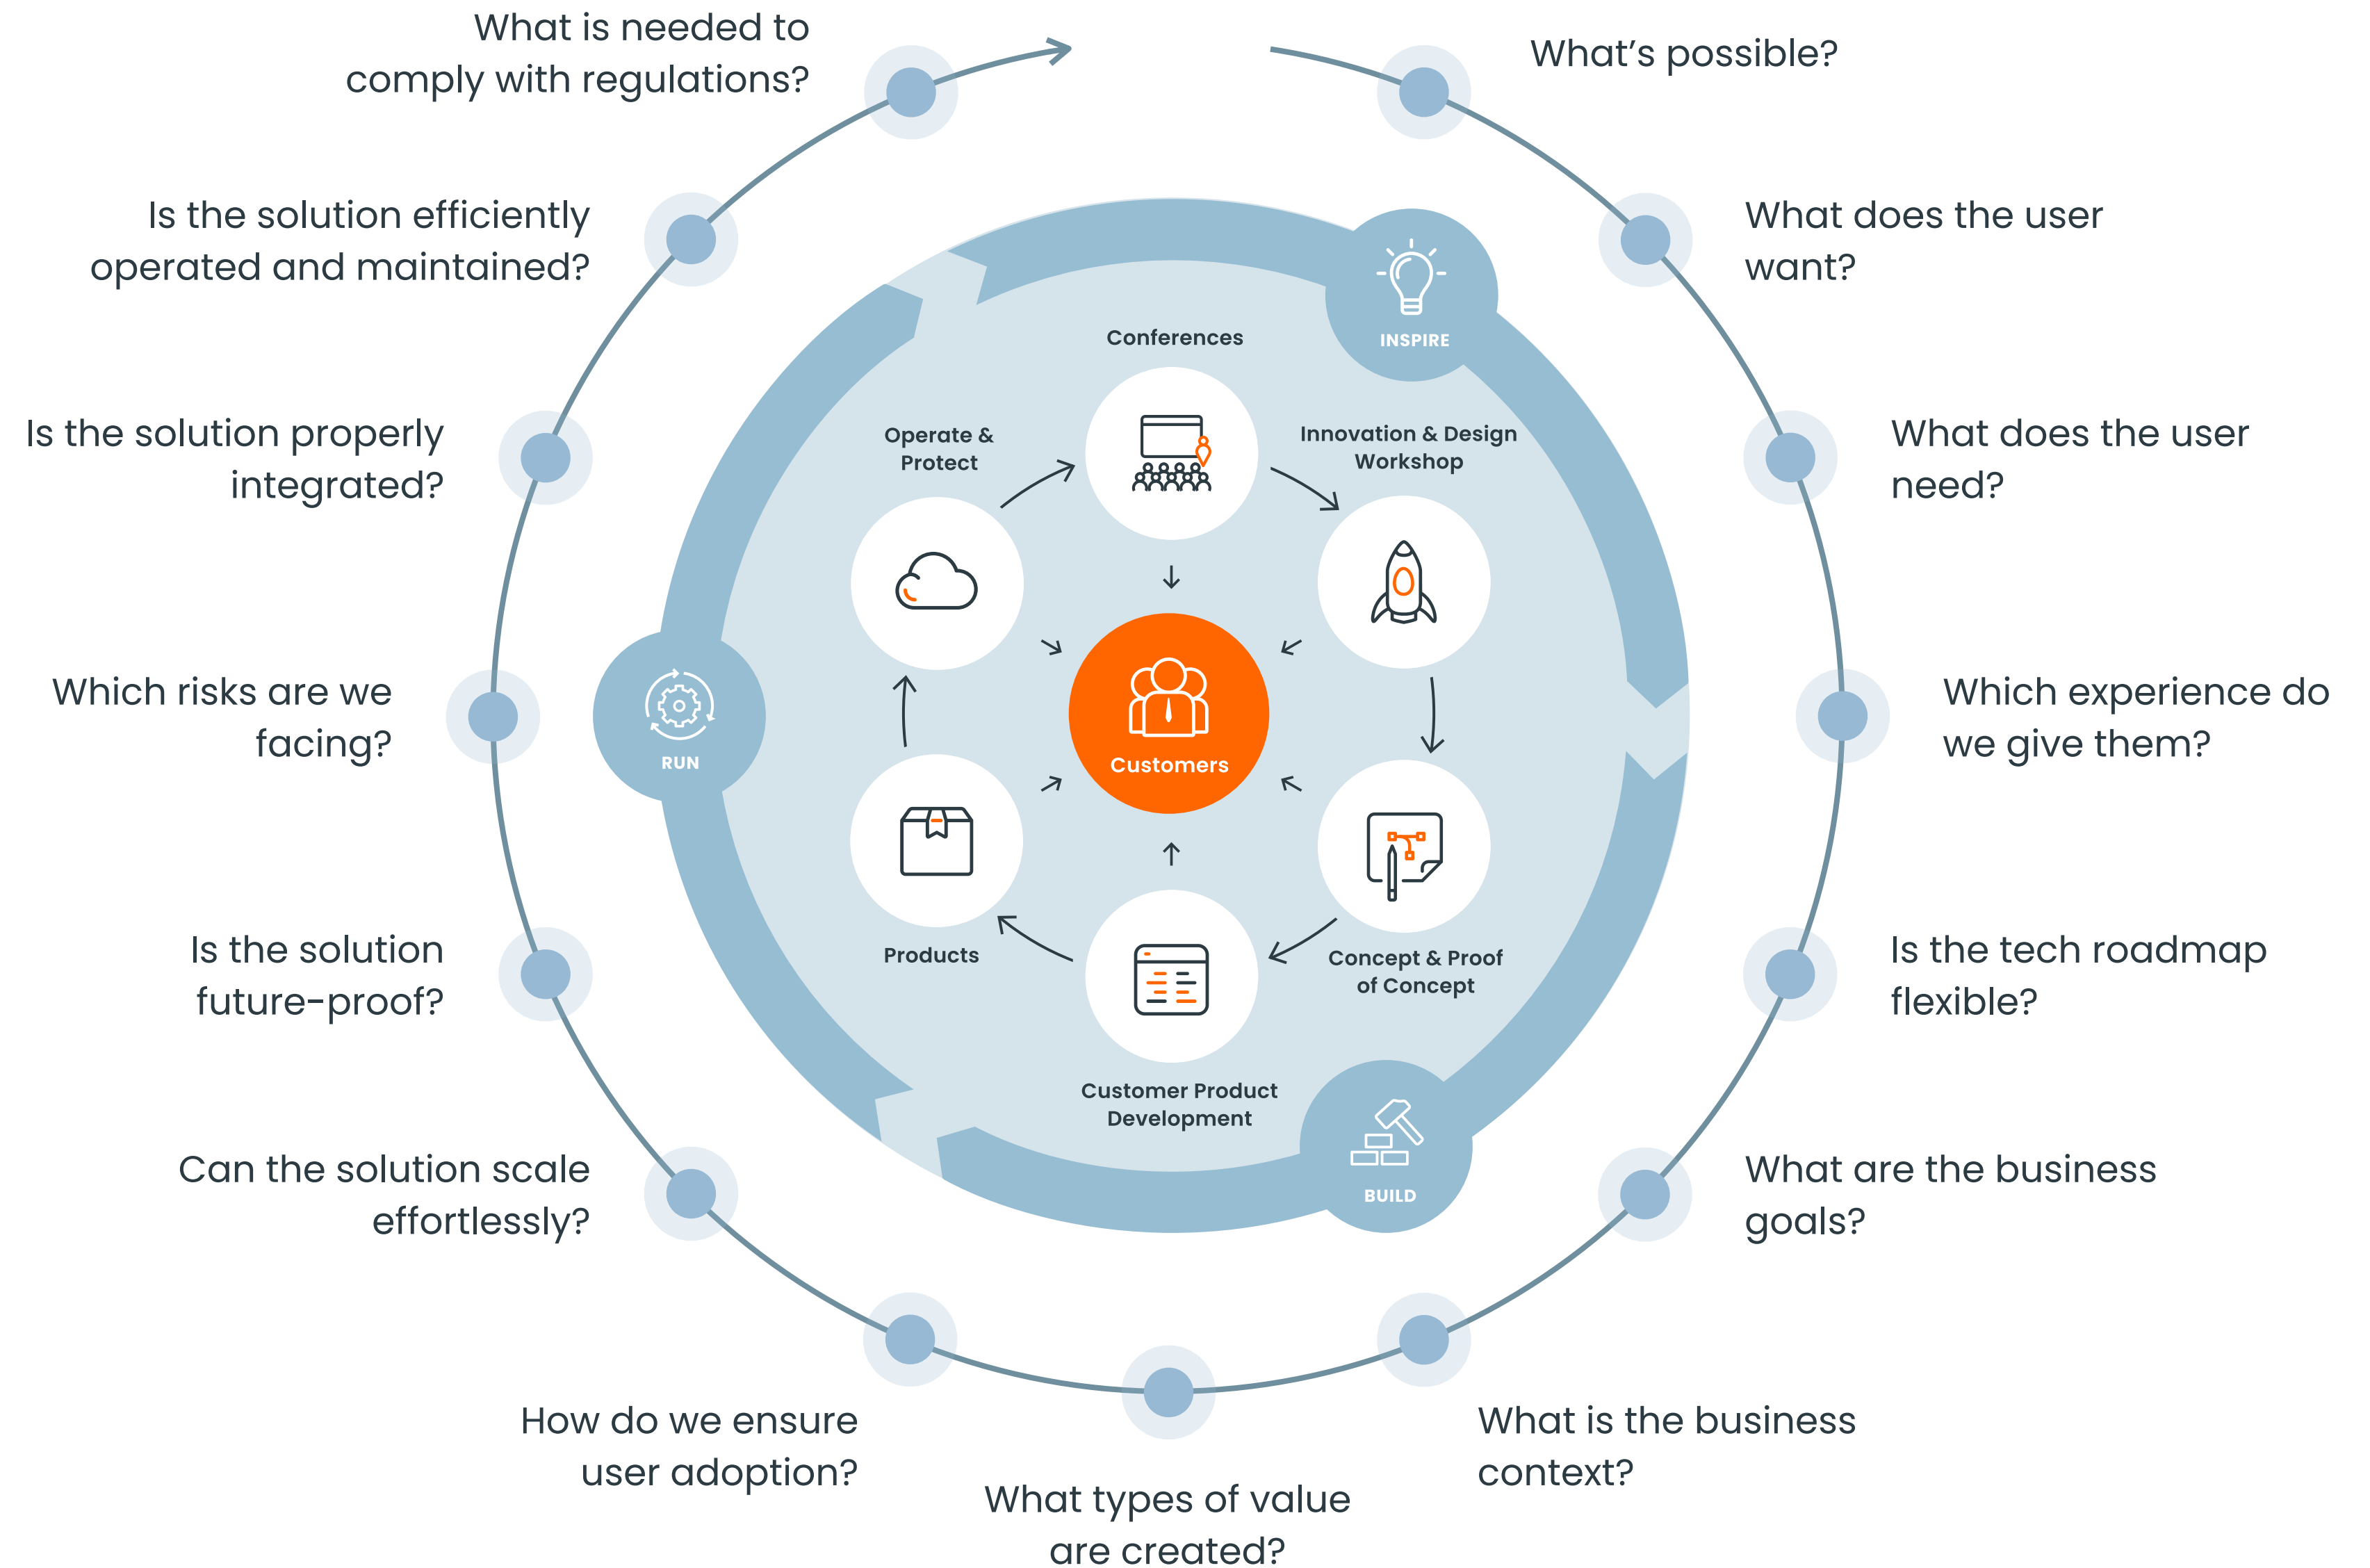 What is needed to
comply with regulations?
What’s possible?
Is the solution efficiently
operated and maintained?
What does the user
want?
INSPIRE
Conferences
Operate &
Protect
Innovation & Design
Workshop
Is the solution properly
integrated?
What does the user
need?
Which risks are we
facing?
RUN
Customers
Which experience do
we give them?
Products
Concept & Proof
of Concept
Is the solution
future-proof?
Is the tech roadmap
flexible?
Customer Product
Development
BUILD
Can the solution scale
effortlessly?
What are the business
goals?
How do we ensure
user adoption?
What is the business
context?
What types of value
are created?